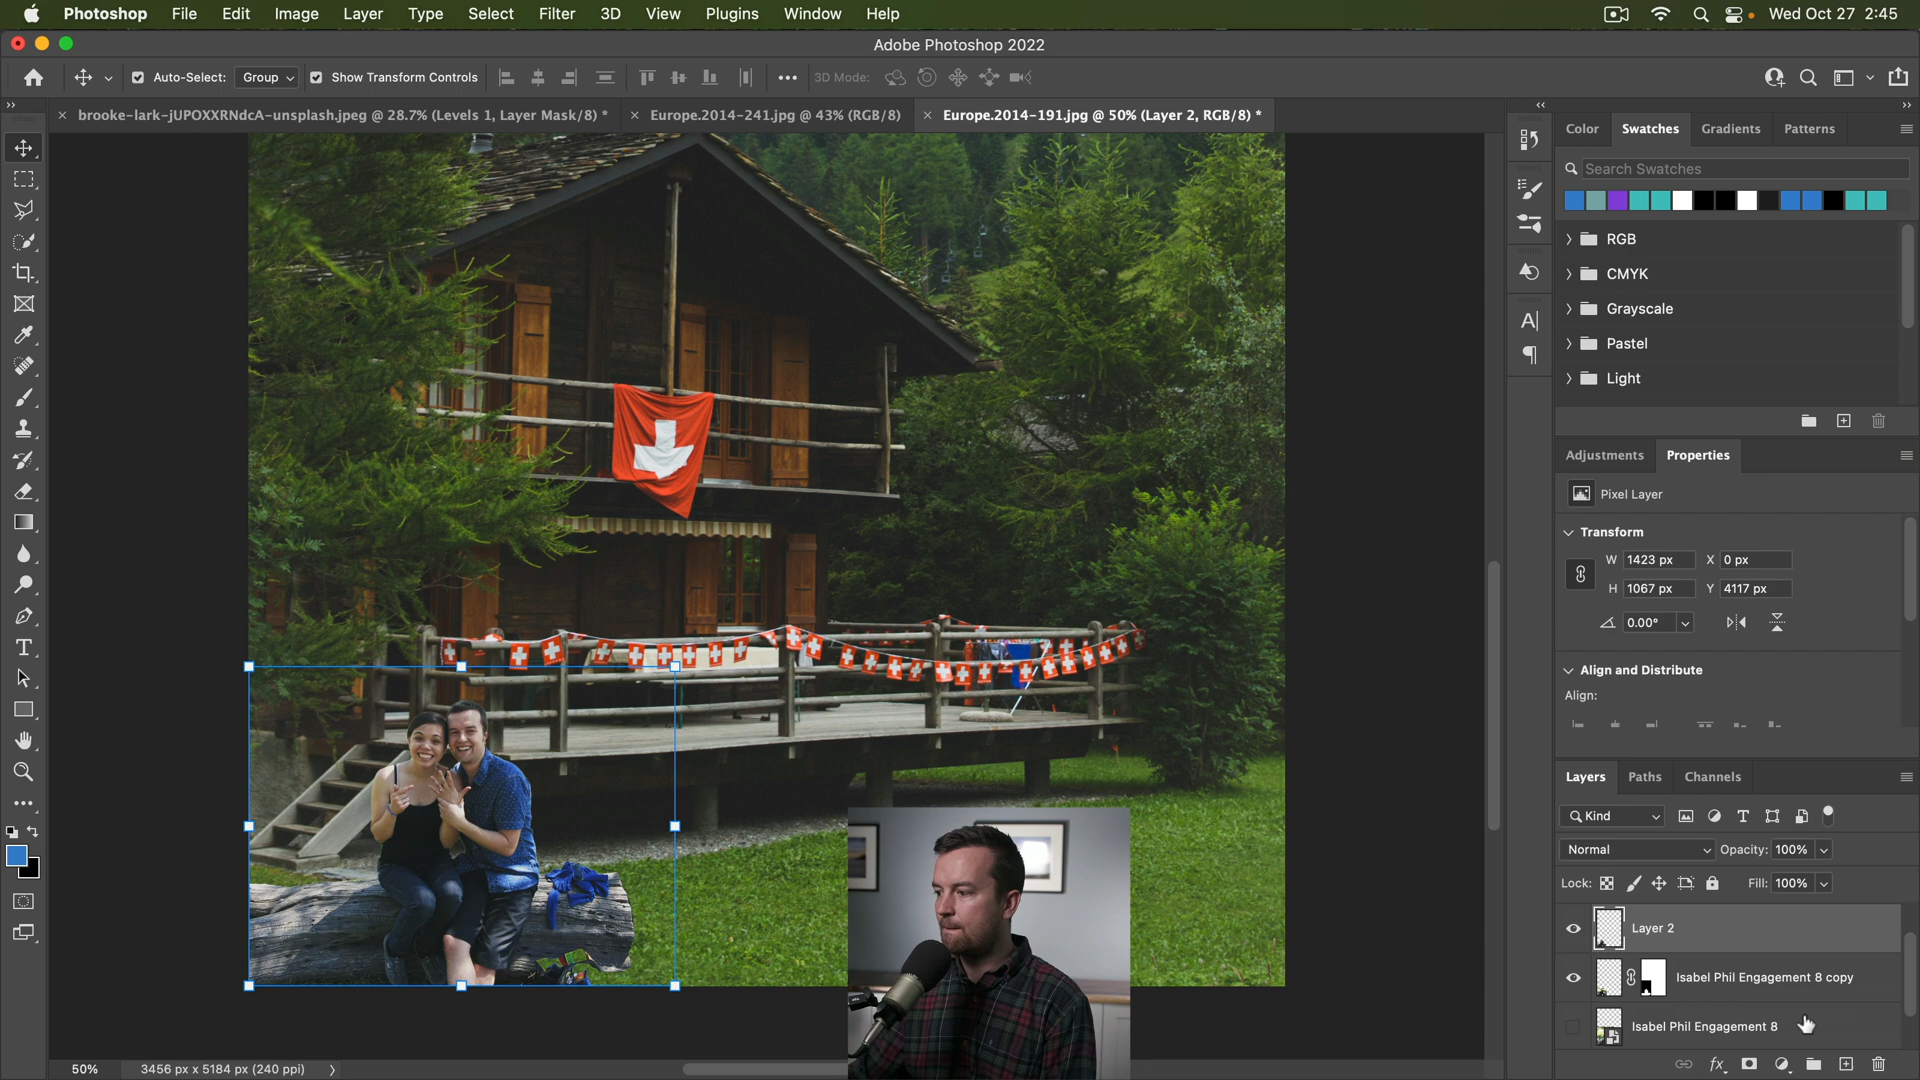 Photoshop File Edit Image Layer Type Select Filter 3D View Plugins Window Help Wed Oct 27 2:45
Adobe Photoshop 2022
Auto-Select: Group Show Transform Controls 3D Mode:
brooke-lark-jUPOXXRNdcA-unsplash.jpeg @ 28.7% (Levels 1, Layer Mask/8) * Europe.2014-241.jpg @ 43% (RGB/8) Europe.2014-191.jpg @ 50% (Layer 2, RGB/8) *
Color Swatches Gradients Patterns
Search Swatches
RGB
CMYK
Grayscale
Pastel
Light
Adjustments Properties
Pixel Layer
Transform
W 1423 px X 0 px
H 1067 px Y 4117 px
0.00°
Align and Distribute
Align:
Layers Paths Channels
Kind
Normal Opacity: 100%
Lock: Fill: 100%
Layer 2
Isabel Phil Engagement 8 copy
Isabel Phil Engagement 8
fx
50% 3456 px x 5184 px (240 ppi)